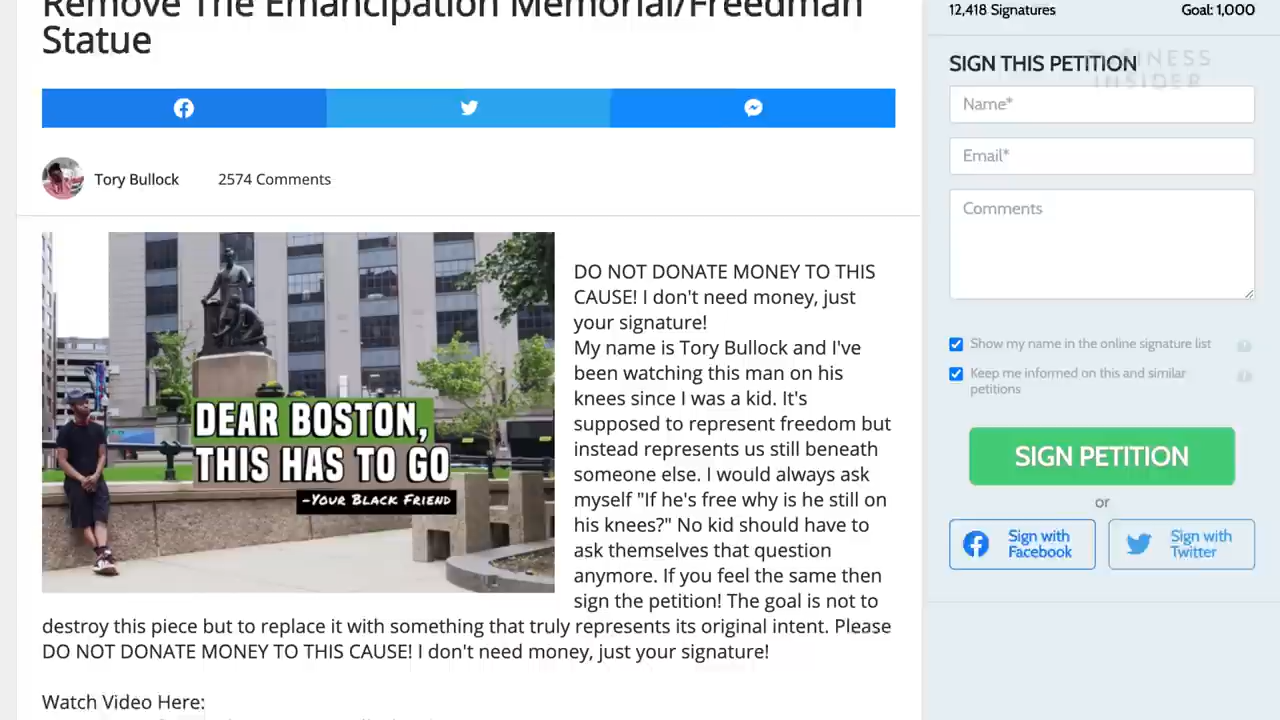 Remove The Emancipation Memorial/Freedman
Statue
Tory Bullock 2574 Comments
DEAR BOSTON,
THIS HAS TO GO
-YOUR BLACK FRIEND
DO NOT DONATE MONEY TO THIS
CAUSE! I don't need money, just
your signature!
My name is Tory Bullock and I've
been watching this man on his
knees since I was a kid. It's
supposed to represent freedom but
instead represents us still beneath
someone else. I would always ask
myself "If he's free why is he still on
his knees?" No kid should have to
ask themselves that question
anymore. If you feel the same then
sign the petition! The goal is not to
destroy this piece but to replace it with something that truly represents its original intent. Please
DO NOT DONATE MONEY TO THIS CAUSE! I don't need money, just your signature!
Watch Video Here:
12,418 Signatures Goal: 1,000
SIGN THIS PETITION
BUSINESS
INSIDER
Name*
Email*
Comments
Show my name in the online signature list
Keep me informed on this and similar
petitions
SIGN PETITION
or
Sign with
Facebook
Sign with
Twitter